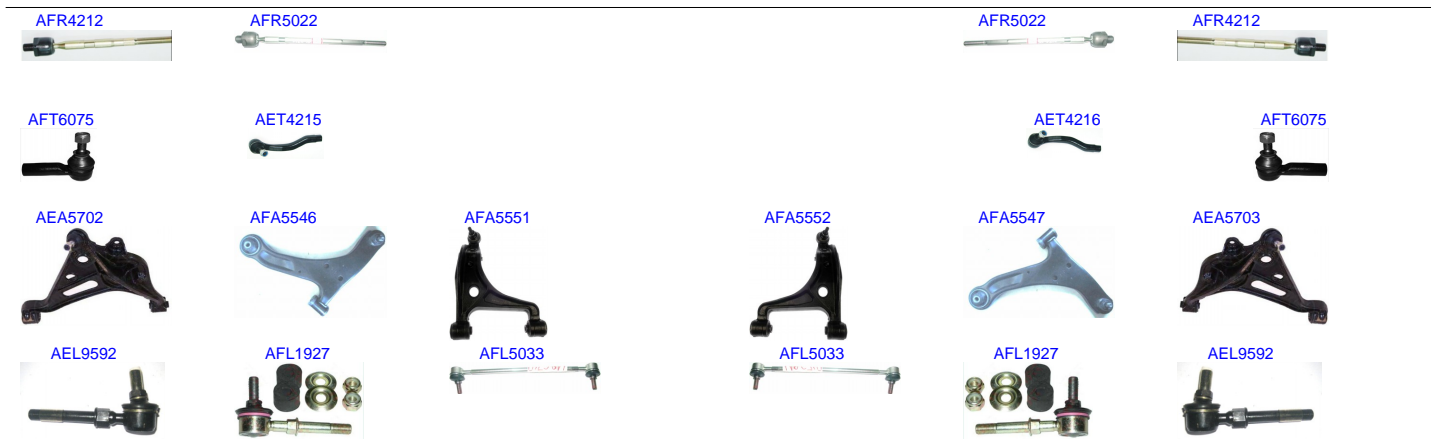 AFR4212 AFR5022 AFR5022 AFR4212
AFT6075 AET4215 AET4216 AFT6075
AEA5702 AFA5546 AFA5551 AFA5552 AFA5547 AEA5703
AEL9592 AFL1927 AFL5033 AFL5033 AFL1927 AEL9592